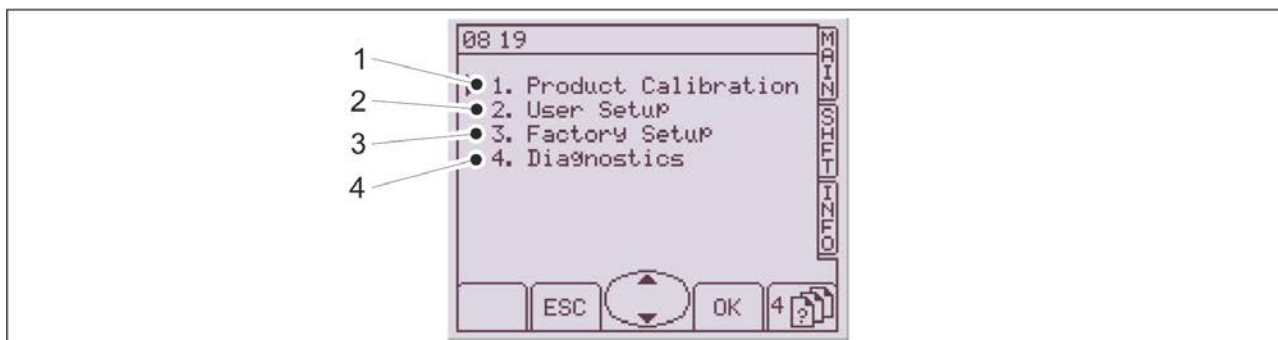 08 19
1. Product Calibration
2. User Setup
3. Factory Setup
4. Diagnostics
1
2
3
4
MAIN
SHFT
INFO
ESC
OK
4 ?